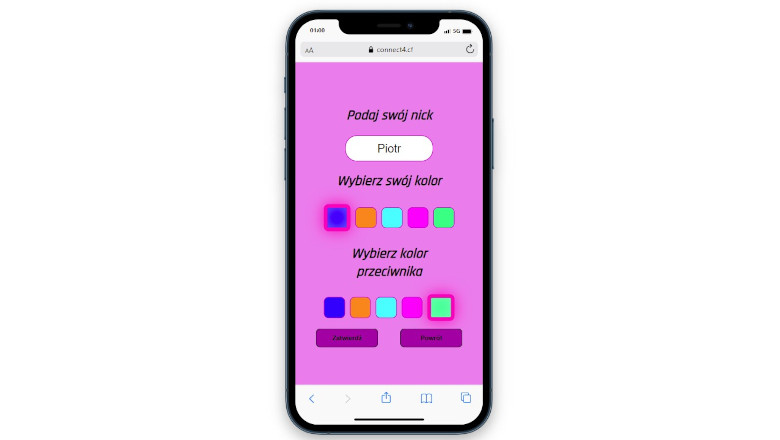 01:00
5G
AA
connect4.cf
Podaj swój nick
Piotr
Wybierz swój kolor
Wybierz kolor
przeciwnika
Zatwierdź
Powrót